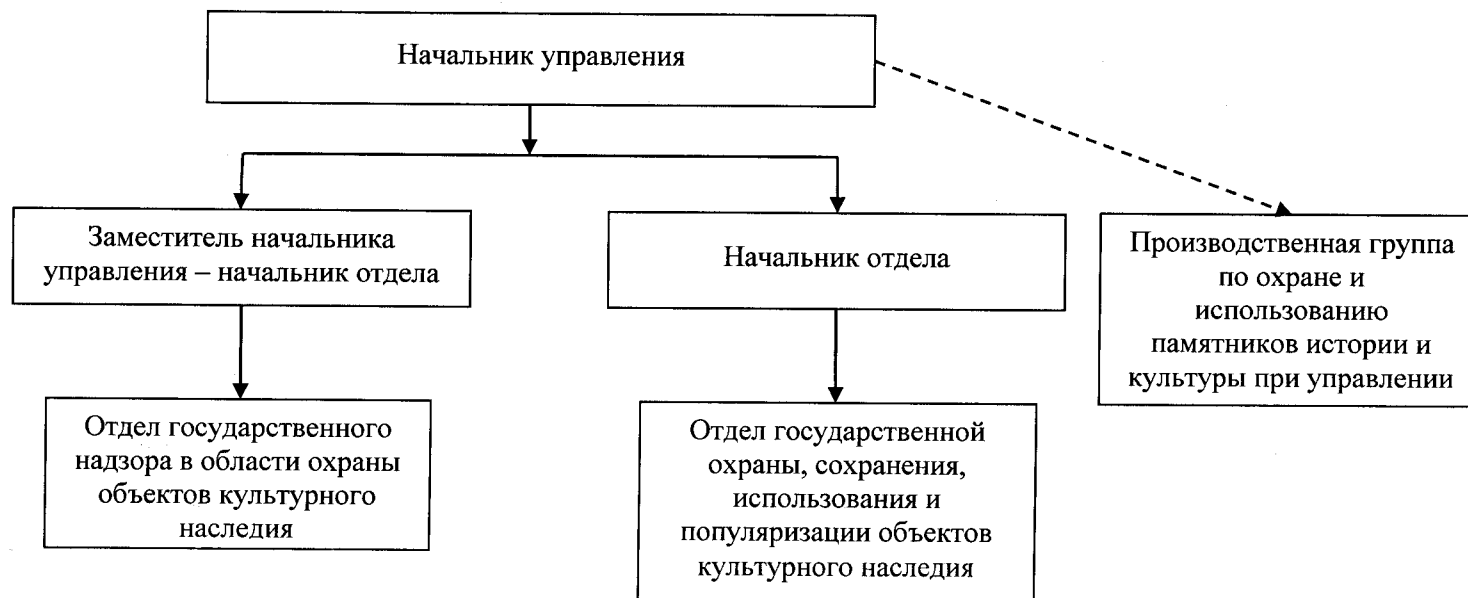 Начальник управления
Заместитель начальника
управления – начальник отдела
Начальник отдела
Производственная группа
по охране и
использованию
памятников истории и
культуры при управлении
Отдел государственного
надзора в области охраны
объектов культурного
наследия
Отдел государственной
охраны, сохранения,
использования и
популяризации объектов
культурного наследия